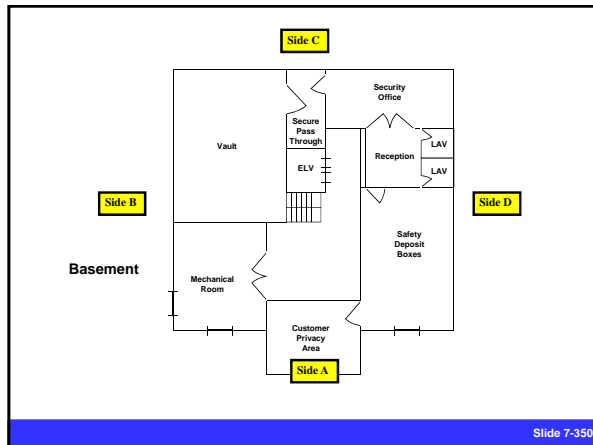 Side C
Security
Office
Secure
Pass
Through
Vault
LAV
Reception
ELV
LAV
Side B
Side D
Safety
Deposit
Boxes
Basement
Mechanical
Room
Customer
Privacy
Area
Side A
Slide 7-350